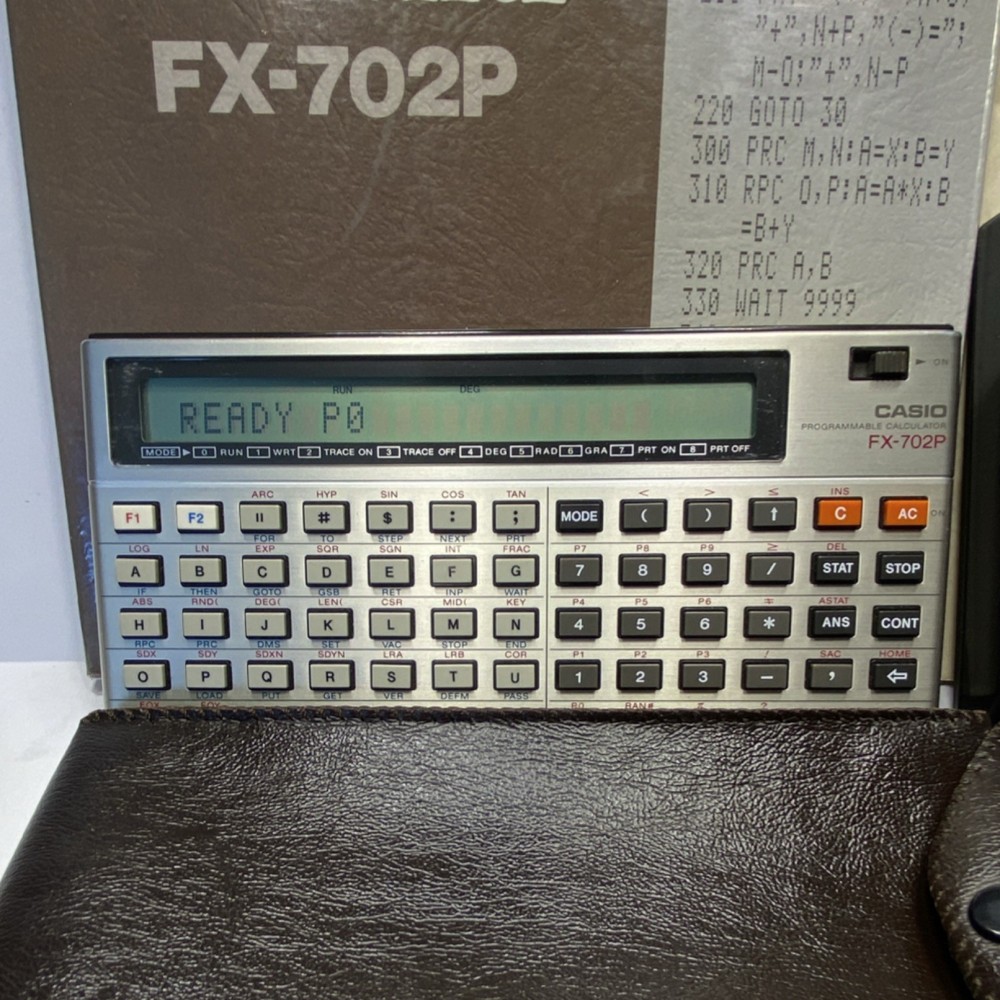 FX-702P
"+",N+P,"(-)=";
M-O;"+",N-P
220 GOTO 30
300 PRC M,N:A=X:B=Y
310 RPC O,P:A=A*X:B
=B+Y
320 PRC A,B
330 WAIT 9999
ON
RUN DEG
READY P0
CASIO
PROGRAMMABLE CALCULATOR
FX-702P
MODE ▶ 0 RUN 1 WRT 2 TRACE ON 3 TRACE OFF 4 DEG 5 RAD 6 GRA 7 PRT ON 8 PRT OFF
ARC HYP SIN COS TAN < > ≤ INS
F1 F2 " # $ : ; MODE ( ) ↑ C AC ON
FOR TO STEP NEXT PRT
LOG LN EXP SQR SGN INT FRAC P7 P8 P9 ≥ DEL
A B C D E F G 7 8 9 / STAT STOP
IF THEN GOTO GSB RET INP WAIT
ABS RND( DEG( LEN( CSR MID( KEY P4 P5 P6 ≠ ASTAT
H I J K L M N 4 5 6 * ANS CONT
RPC PRC DMS SET VAC STOP END
SDX SDY SDXN SDYN LRA LRB COR P1 P2 P3 ! SAC HOME
O P Q R S T U 1 2 3 − , ⇦
SAVE LOAD PUT GET VER DEFM PASS
EOX EOY P0 RAN# π ?